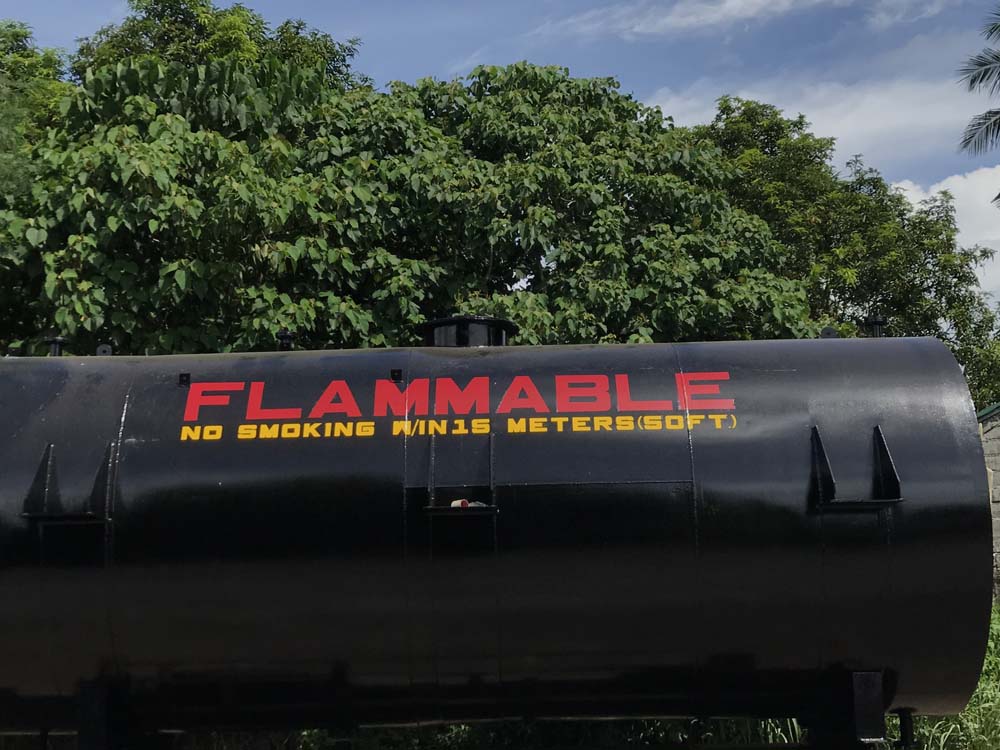 FLAMMABLE
NO SMOKING W/IN 15 METERS(50FT.)